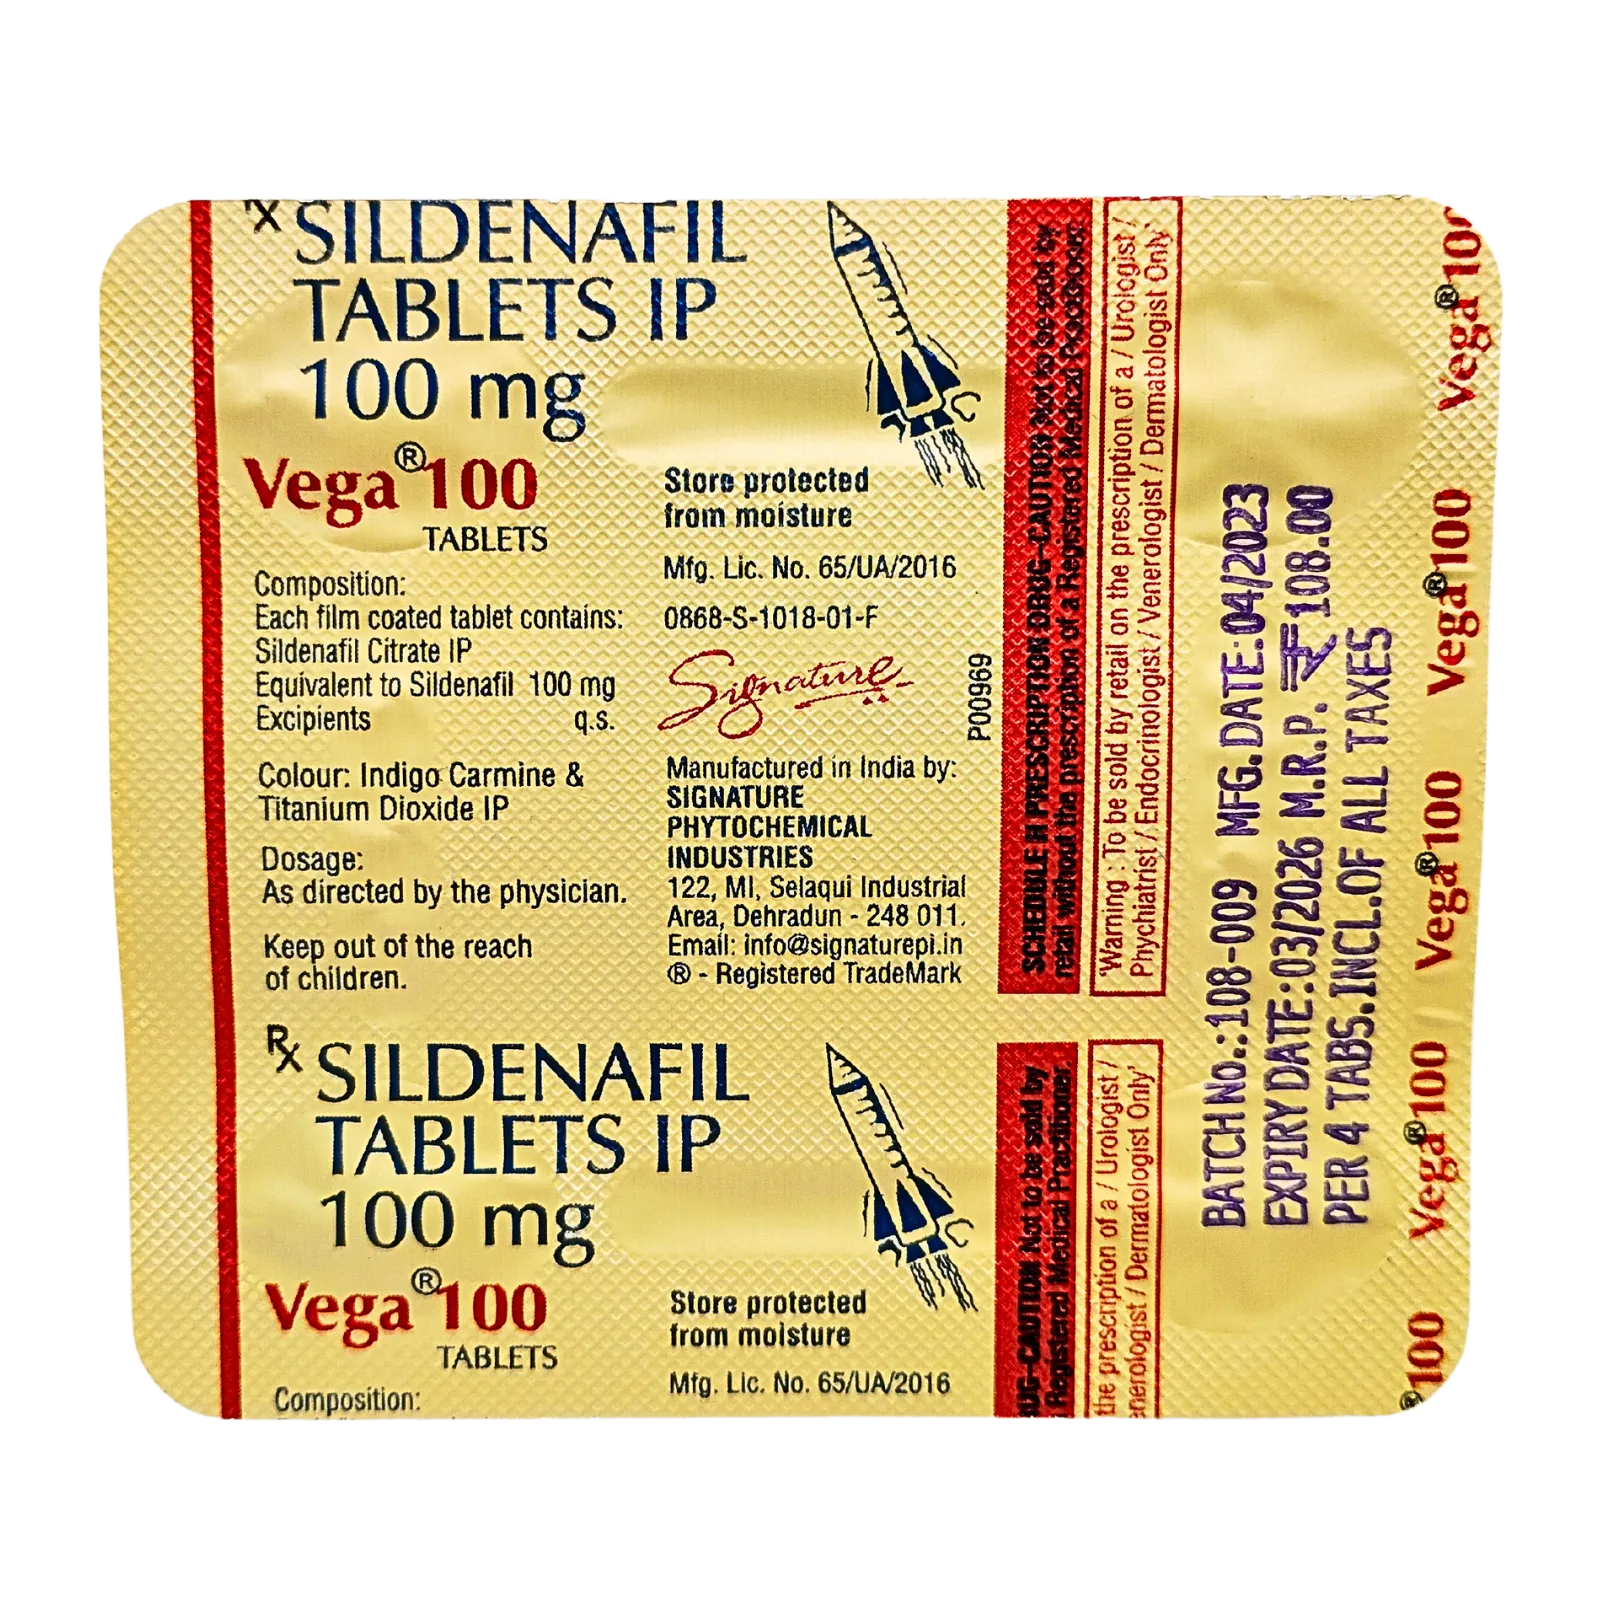 Rx SILDENAFIL
TABLETS IP
100 mg
Vega® 100
TABLETS
Composition:
Each film coated tablet contains:
Sildenafil Citrate IP
Equivalent to Sildenafil 100 mg
Excipients q.s.
Colour: Indigo Carmine &
Titanium Dioxide IP
Dosage:
As directed by the physician.
Keep out of the reach
of children.
Store protected
from moisture
Mfg. Lic. No. 65/UA/2016
0868-S-1018-01-F
Signature
P00969
Manufactured in India by:
SIGNATURE
PHYTOCHEMICAL
INDUSTRIES
122, MI, Selaqui Industrial
Area, Dehradun - 248 011.
Email: info@signaturepi.in
® - Registered TradeMark
SCHEDULE H PRESCRIPTION DRUG-CAUTION Not to be sold by
retail without the prescription of a Registered Medical Practitioner.
'Warning : To be sold by retail on the prescription of a / Urologist /
Phychiatrist / Endocrinologist / Venerologist / Dermatologist Only'
BATCH No.:108-009 MFG.DATE:04/2023
EXPIRY DATE:03/2026 M.R.P. ₹108.00
PER 4 TABS.INCL.OF ALL TAXES
Vega®100
Vega®100
Vega®100
Vega®100
®100
Rx SILDENAFIL
TABLETS IP
100 mg
Vega® 100
TABLETS
Composition:
Store protected
from moisture
Mfg. Lic. No. 65/UA/2016
UG-CAUTION Not to be sold by
Registered Medical Practitioner.
the prescription of a / Urologist /
enerologist / Dermatologist Only'